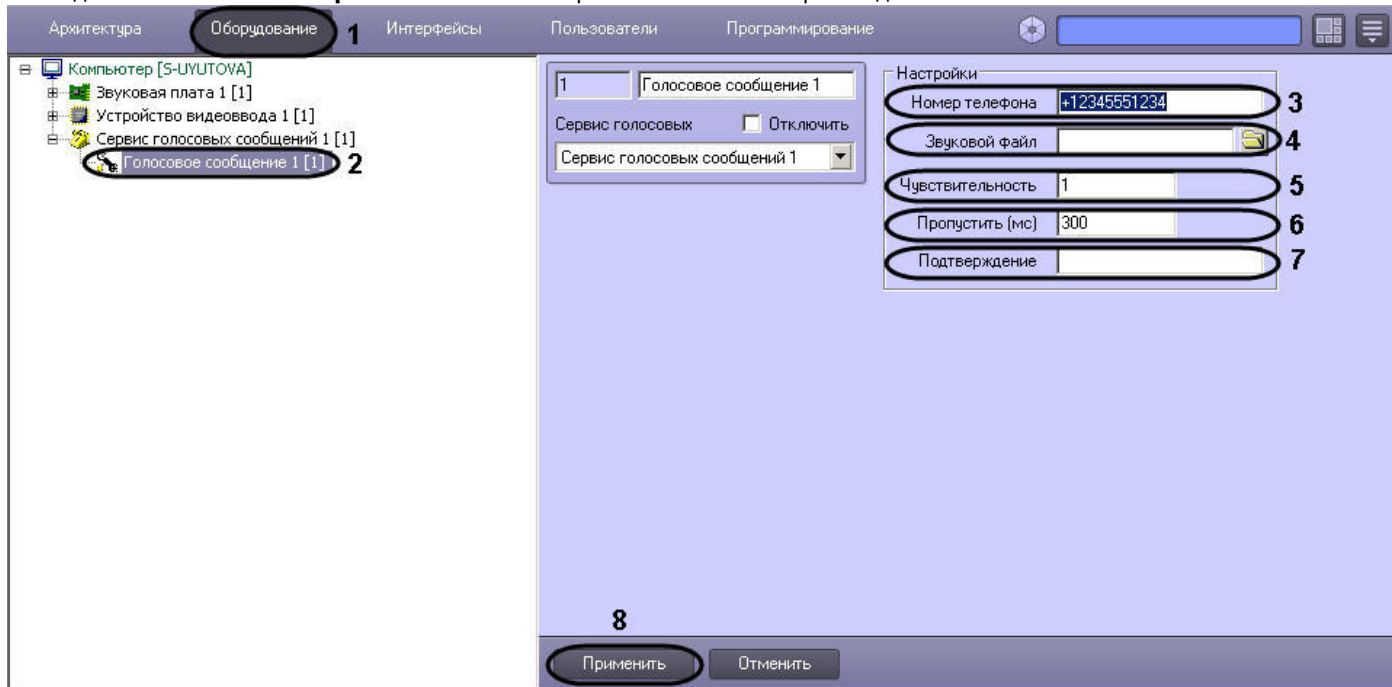 Архитектура Оборудование 1 Интерфейсы Пользователи Программирование
Компьютер [S-UYUTOVA]
Звуковая плата 1 [1]
Устройство видеоввода 1 [1]
Сервис голосовых сообщений 1 [1]
Голосовое сообщение 1 [1] 2
1 Голосовое сообщение 1
Сервис голосовых Отключить
Сервис голосовых сообщений 1
Настройки
Номер телефона +12345551234 3
Звуковой файл 4
Чувствительность 1 5
Пропустить (мс) 300 6
Подтверждение 7
8
Применить Отменить